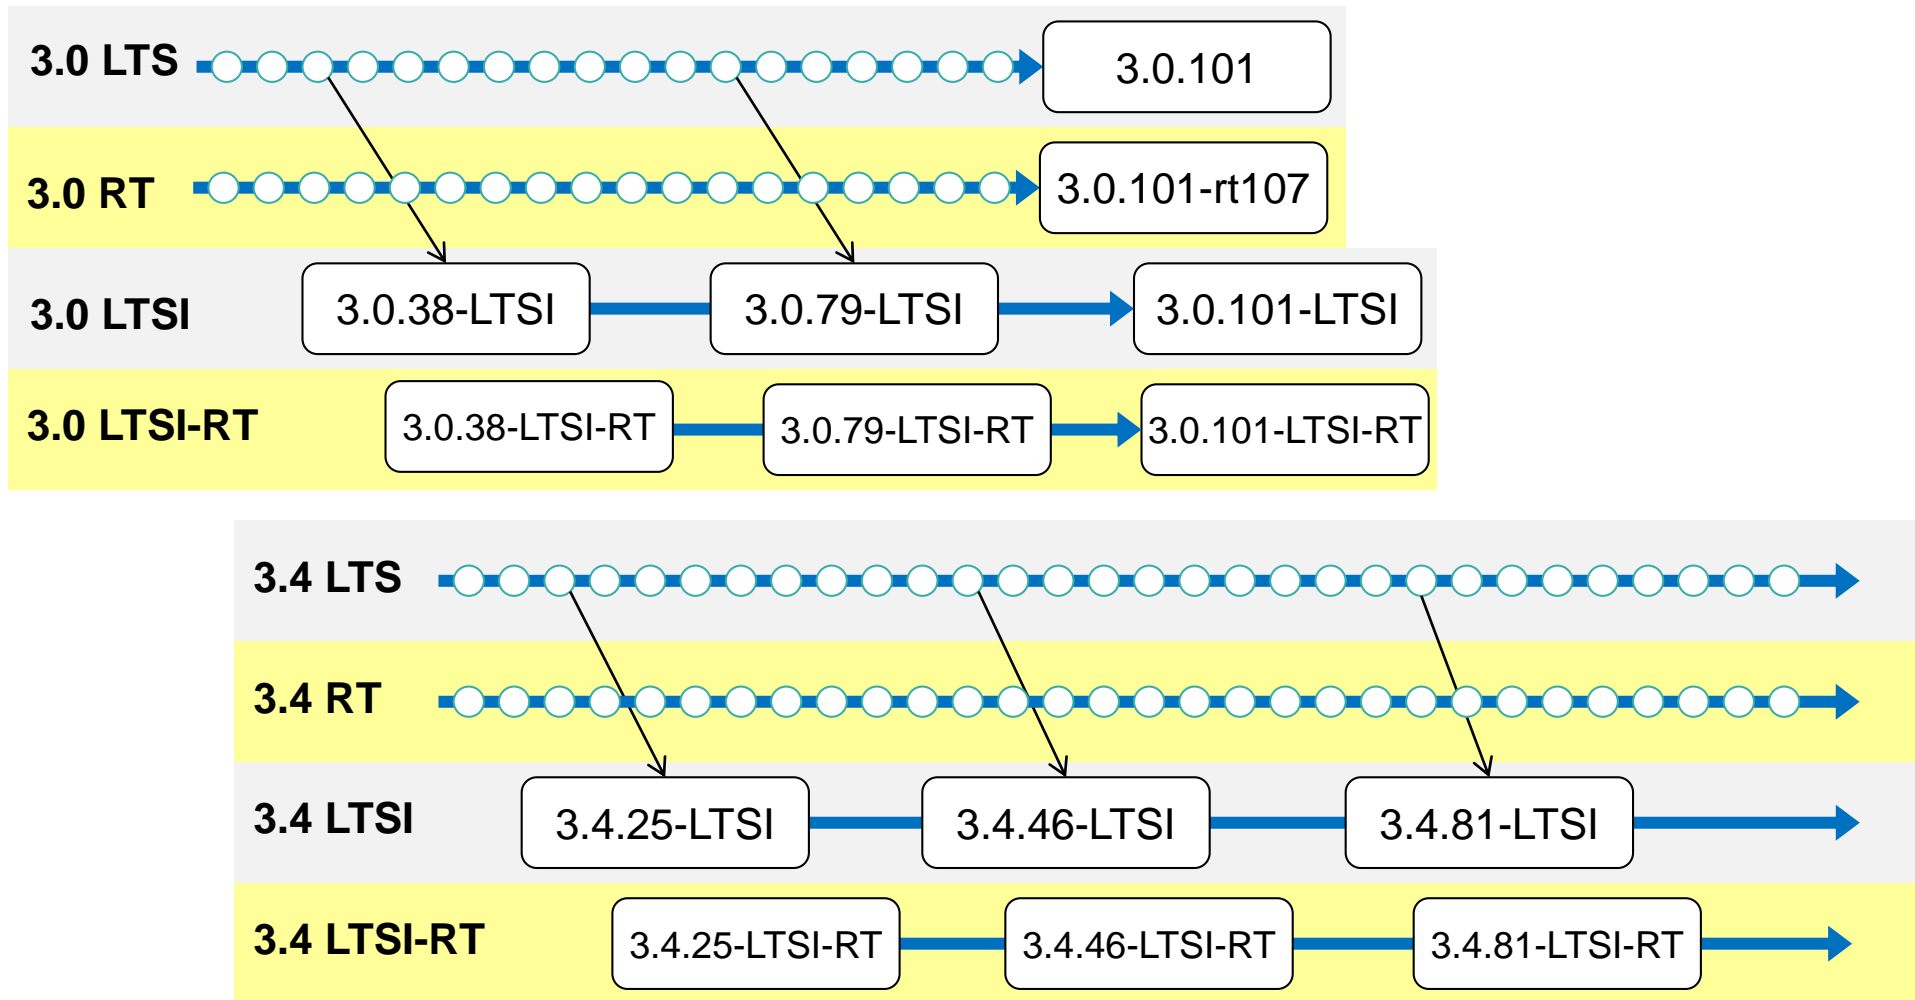 3.0 LTS
3.0.101
3.0 RT
3.0.101-rt107
3.0 LTSI
3.0.38-LTSI
3.0.79-LTSI
3.0.101-LTSI
3.0 LTSI-RT
3.0.38-LTSI-RT
3.0.79-LTSI-RT
3.0.101-LTSI-RT
3.4 LTS
3.4 RT
3.4 LTSI
3.4.25-LTSI
3.4.46-LTSI
3.4.81-LTSI
3.4 LTSI-RT
3.4.25-LTSI-RT
3.4.46-LTSI-RT
3.4.81-LTSI-RT